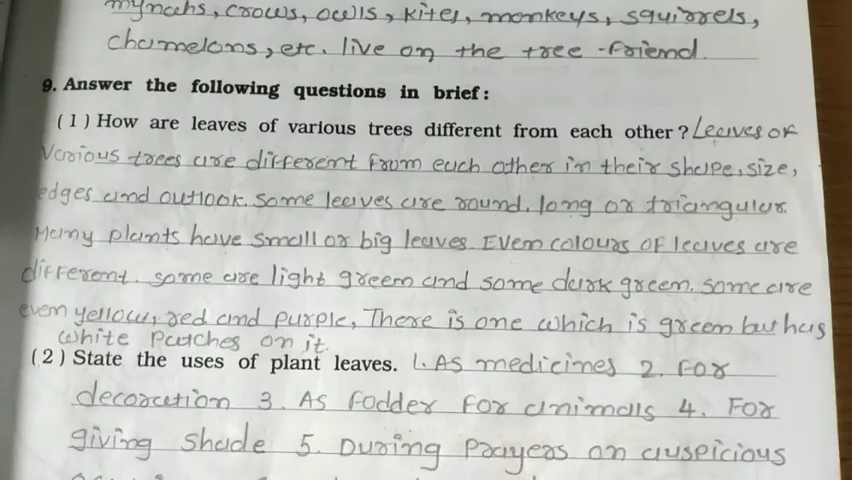 mynahs, crows, owls, kites, monkeys, squirrels,
chamelons, etc. live on the tree-friend.
9. Answer the following questions in brief:
(1) How are leaves of various trees different from each other? Leaves of
various trees are different from each other in their shape, size,
edges and outlook. some leaves are round, long or triangular.
Many plants have small or big leaves. Even colours of leaves are
different. some are light green and some dark green. some are
even yellow, red and purple, There is one which is green but has
white patches on it.
(2) State the uses of plant leaves. 1. As medicines 2. For
decoration 3. As fodder for animals 4. For
giving shade 5. During prayers on auspicious